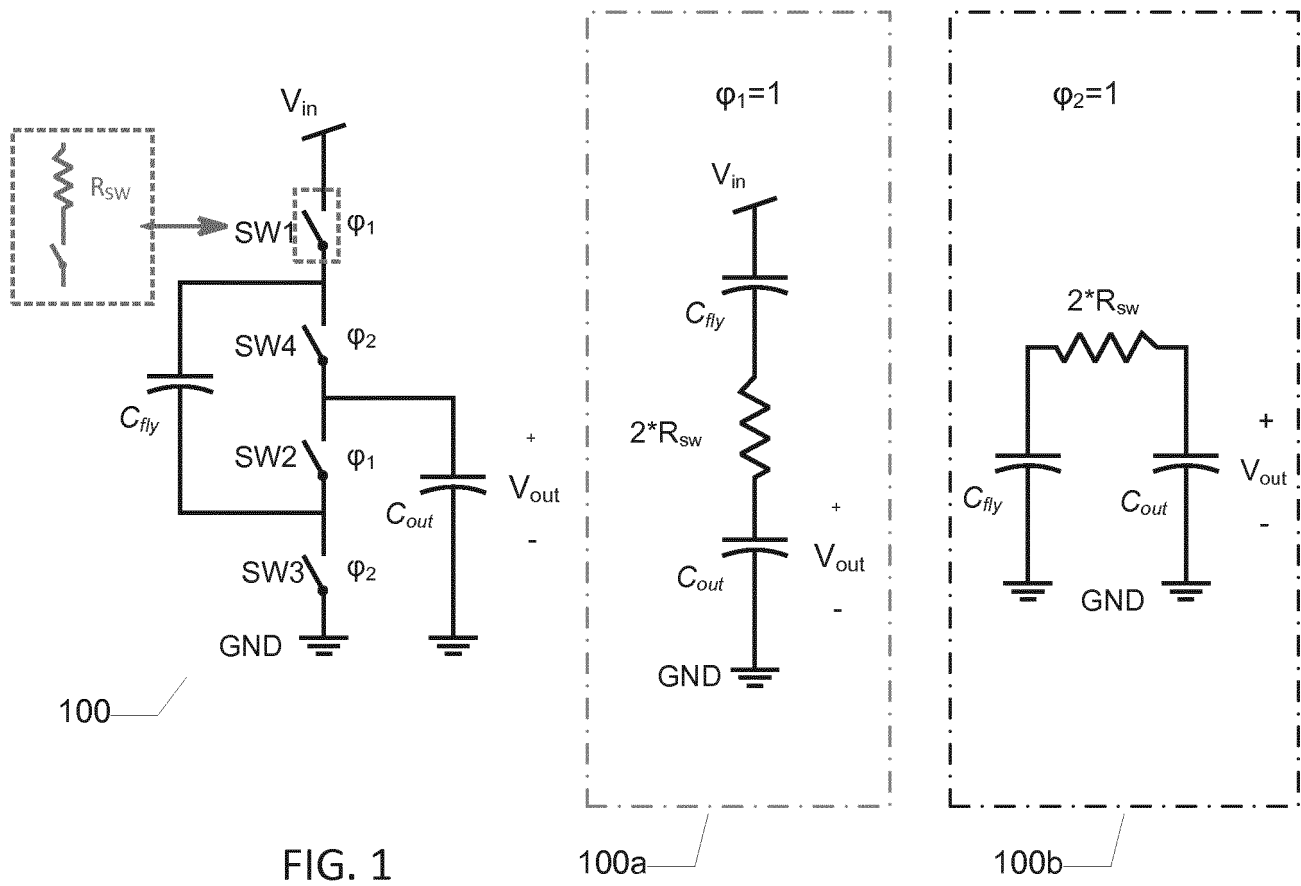 V_in
R_SW
SW1 φ1
SW4 φ2
C_fly
SW2 φ1
C_out
+
V_out
-
SW3 φ2
GND
100
φ1=1
V_in
C_fly
2*R_sw
C_out
+
V_out
-
GND
100a
φ2=1
2*R_sw
C_fly
C_out
+
V_out
-
GND
100b
FIG. 1